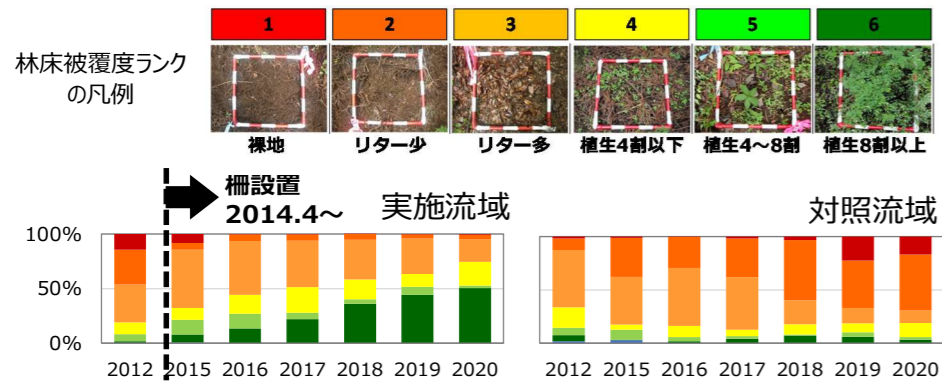 1 2 3 4 5 6
林床被覆度ランク
の凡例
裸地 リター少 リター多 植生4割以下 植生4～8割 植生8割以上
柵設置
2014.4～
実施流域
対照流域
100%
50%
0%
2012 2015 2016 2017 2018 2019 2020
2012 2015 2016 2017 2018 2019 2020